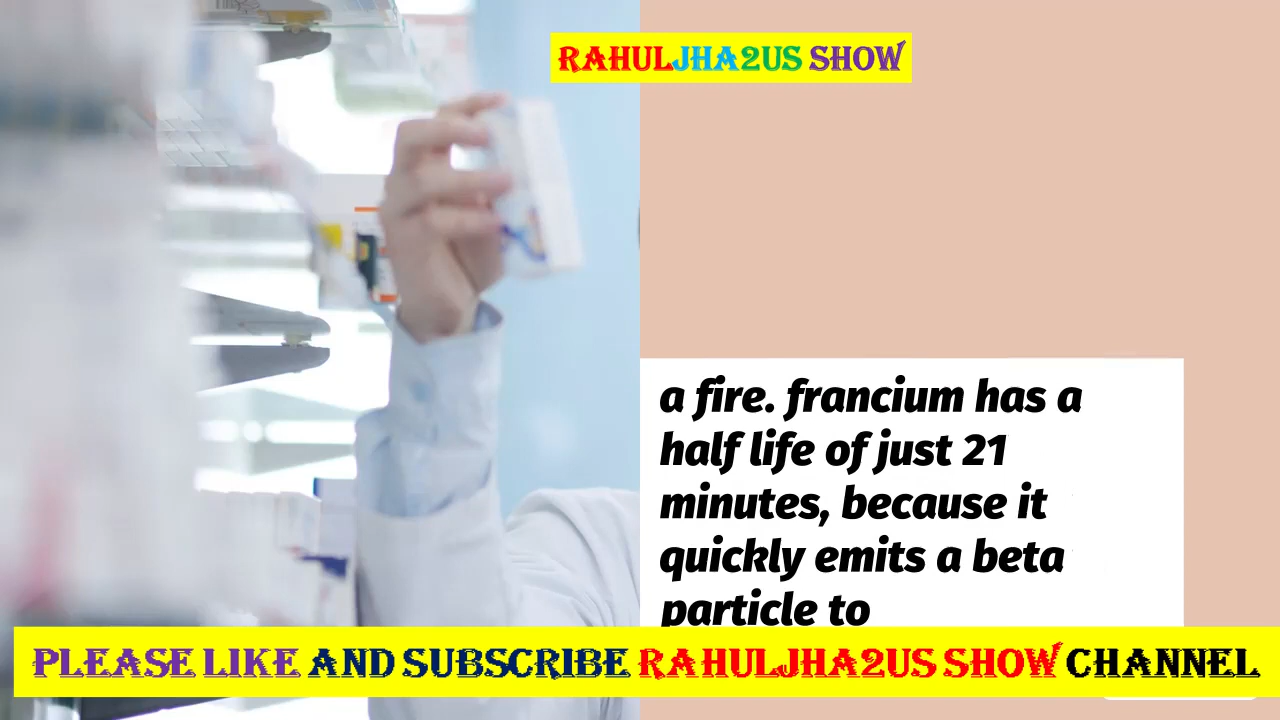 RAHULJHA2US SHOW
a fire. francium has a
half life of just 21
minutes, because it
quickly emits a beta
particle to
PLEASE LIKE AND SUBSCRIBE RAHULJHA2US SHOW CHANNEL